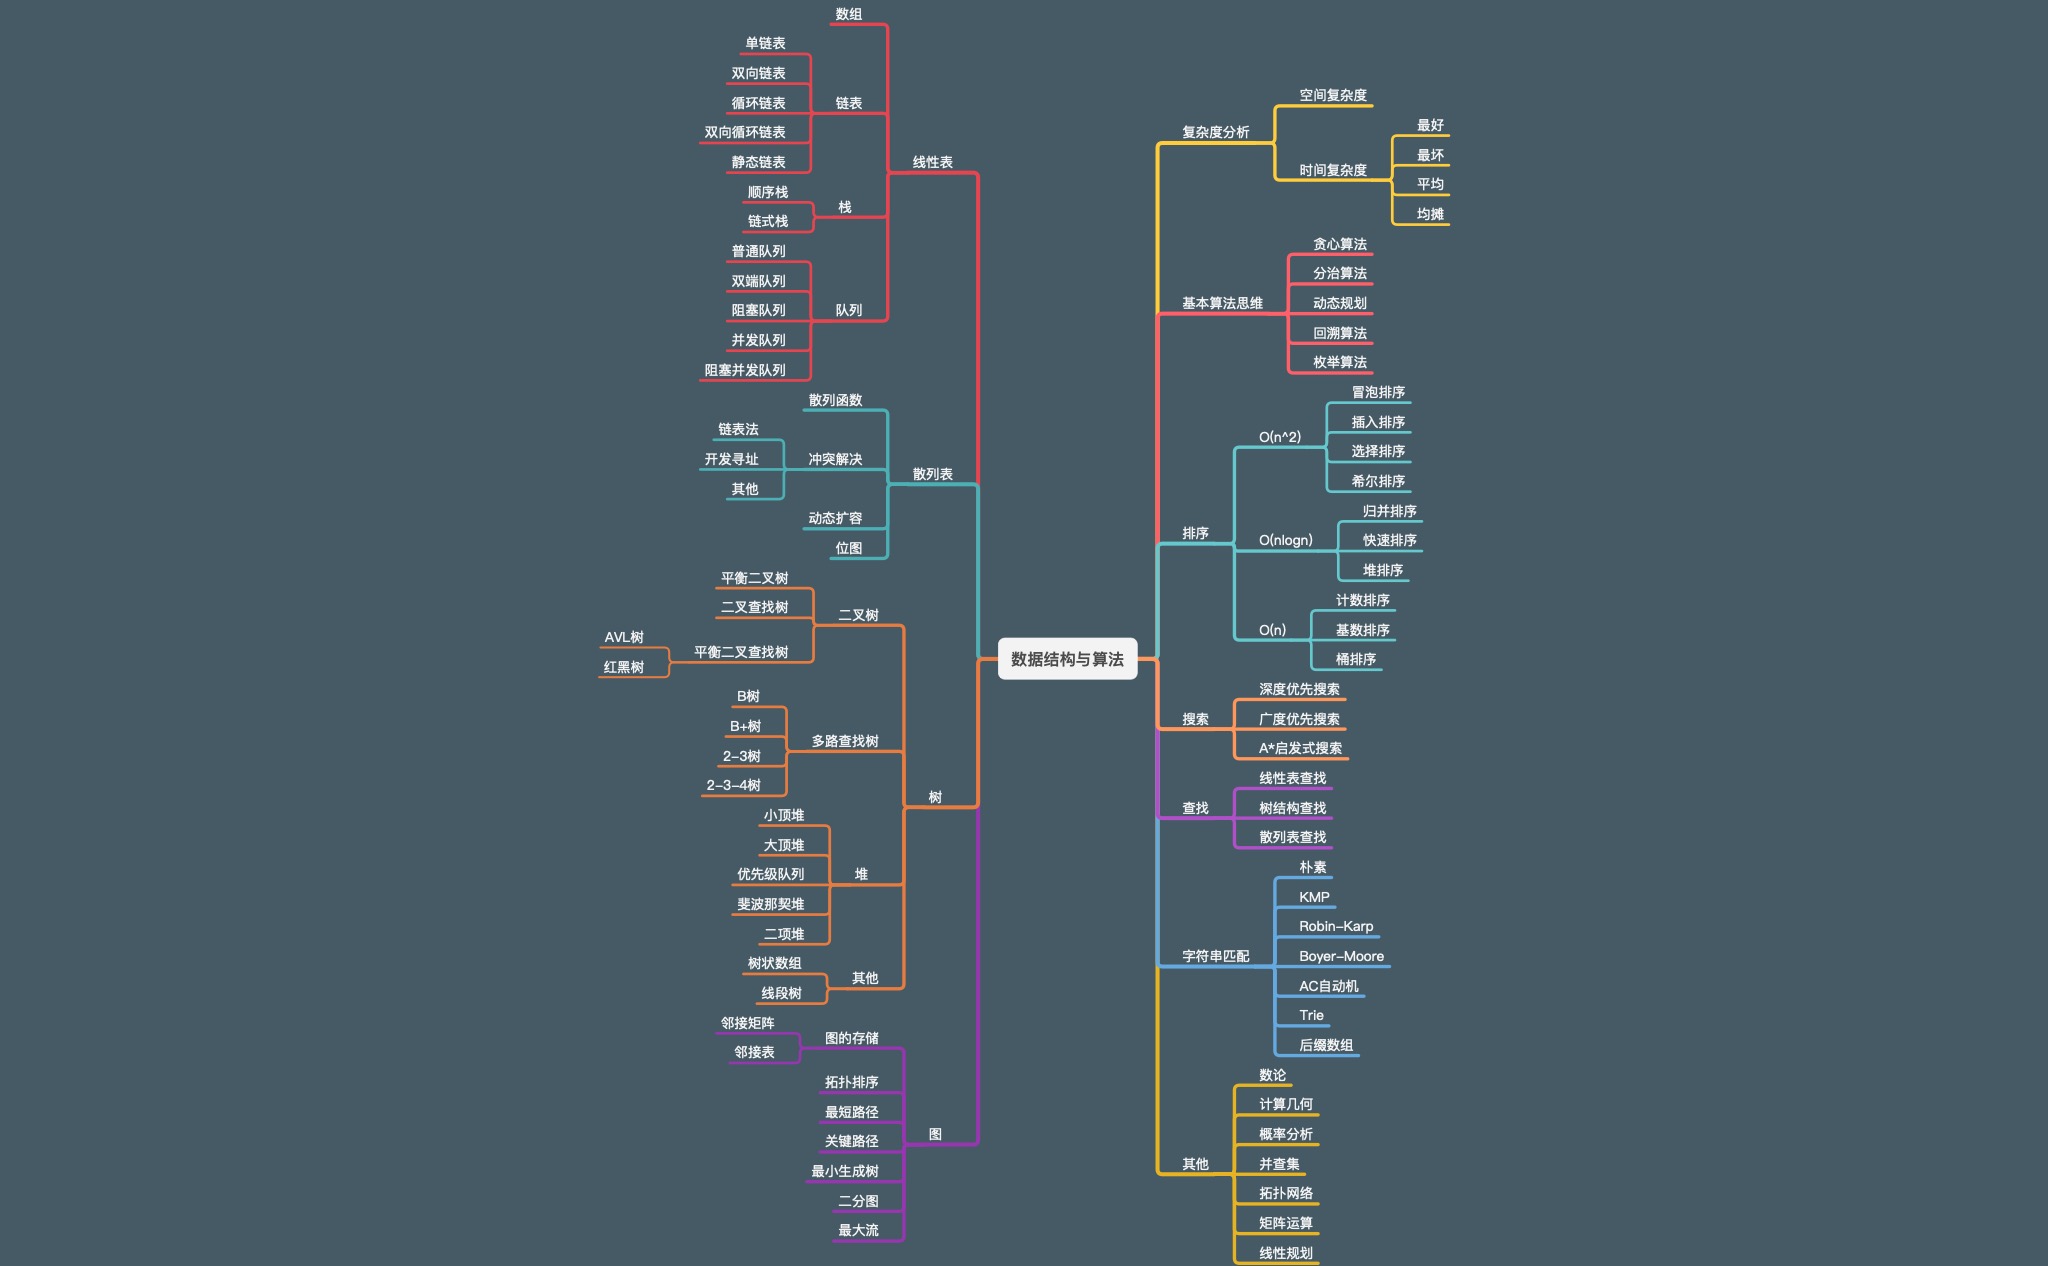 数据结构与算法
线性表
数组
链表
单链表
双向链表
循环链表
双向循环链表
静态链表
栈
顺序栈
链式栈
队列
普通队列
双端队列
阻塞队列
并发队列
阻塞并发队列
散列表
散列函数
冲突解决
链表法
开发寻址
其他
动态扩容
位图
树
二叉树
平衡二叉树
二叉查找树
平衡二叉查找树
AVL树
红黑树
多路查找树
B树
B+树
2-3树
2-3-4树
堆
小顶堆
大顶堆
优先级队列
斐波那契堆
二项堆
其他
树状数组
线段树
图
图的存储
邻接矩阵
邻接表
拓扑排序
最短路径
关键路径
最小生成树
二分图
最大流
复杂度分析
空间复杂度
时间复杂度
最好
最坏
平均
均摊
基本算法思维
贪心算法
分治算法
动态规划
回溯算法
枚举算法
排序
O(n^2)
冒泡排序
插入排序
选择排序
希尔排序
O(nlogn)
归并排序
快速排序
堆排序
O(n)
计数排序
基数排序
桶排序
搜索
深度优先搜索
广度优先搜索
A*启发式搜索
查找
线性表查找
树结构查找
散列表查找
字符串匹配
朴素
KMP
Robin-Karp
Boyer-Moore
AC自动机
Trie
后缀数组
其他
数论
计算几何
概率分析
并查集
拓扑网络
矩阵运算
线性规划